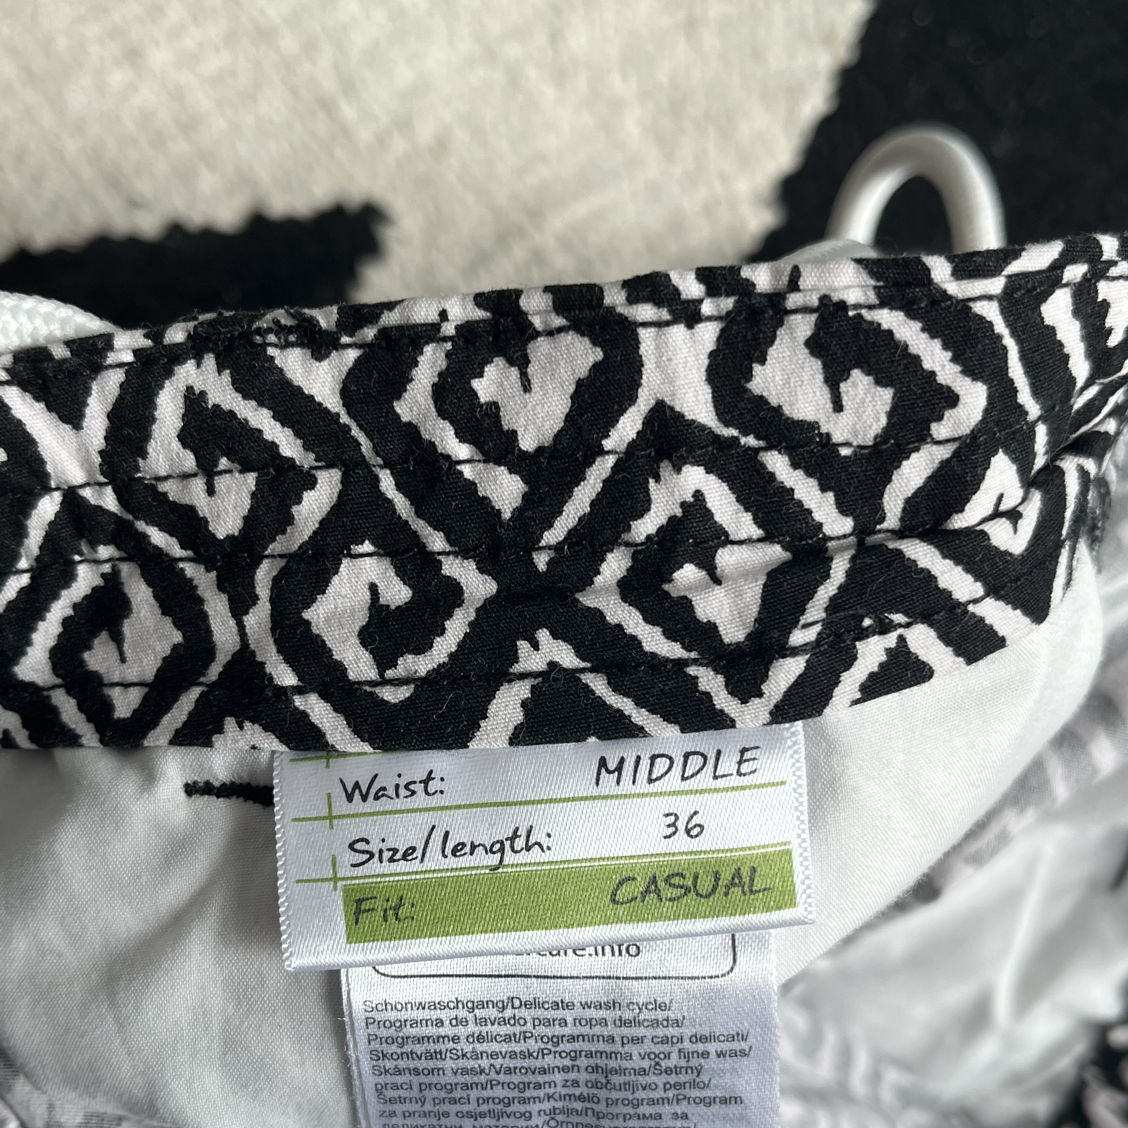 Waist: MIDDLE
Size/length: 36
Fit: CASUAL
care.info
Schonwaschgang/Delicate wash cycle/
Programa de lavado para ropa delicada/
Programme délicat/Programma per capi delicati/
Skontvätt/Skånevask/Programma voor fijne was/
Skånsom vask/Varovainen ohjelma/Šetrný
prací program/Program za občutljivo perilo/
Šetrný prací program/Kímélő program/Program
za pranje osjetljivog rublja/Програма за